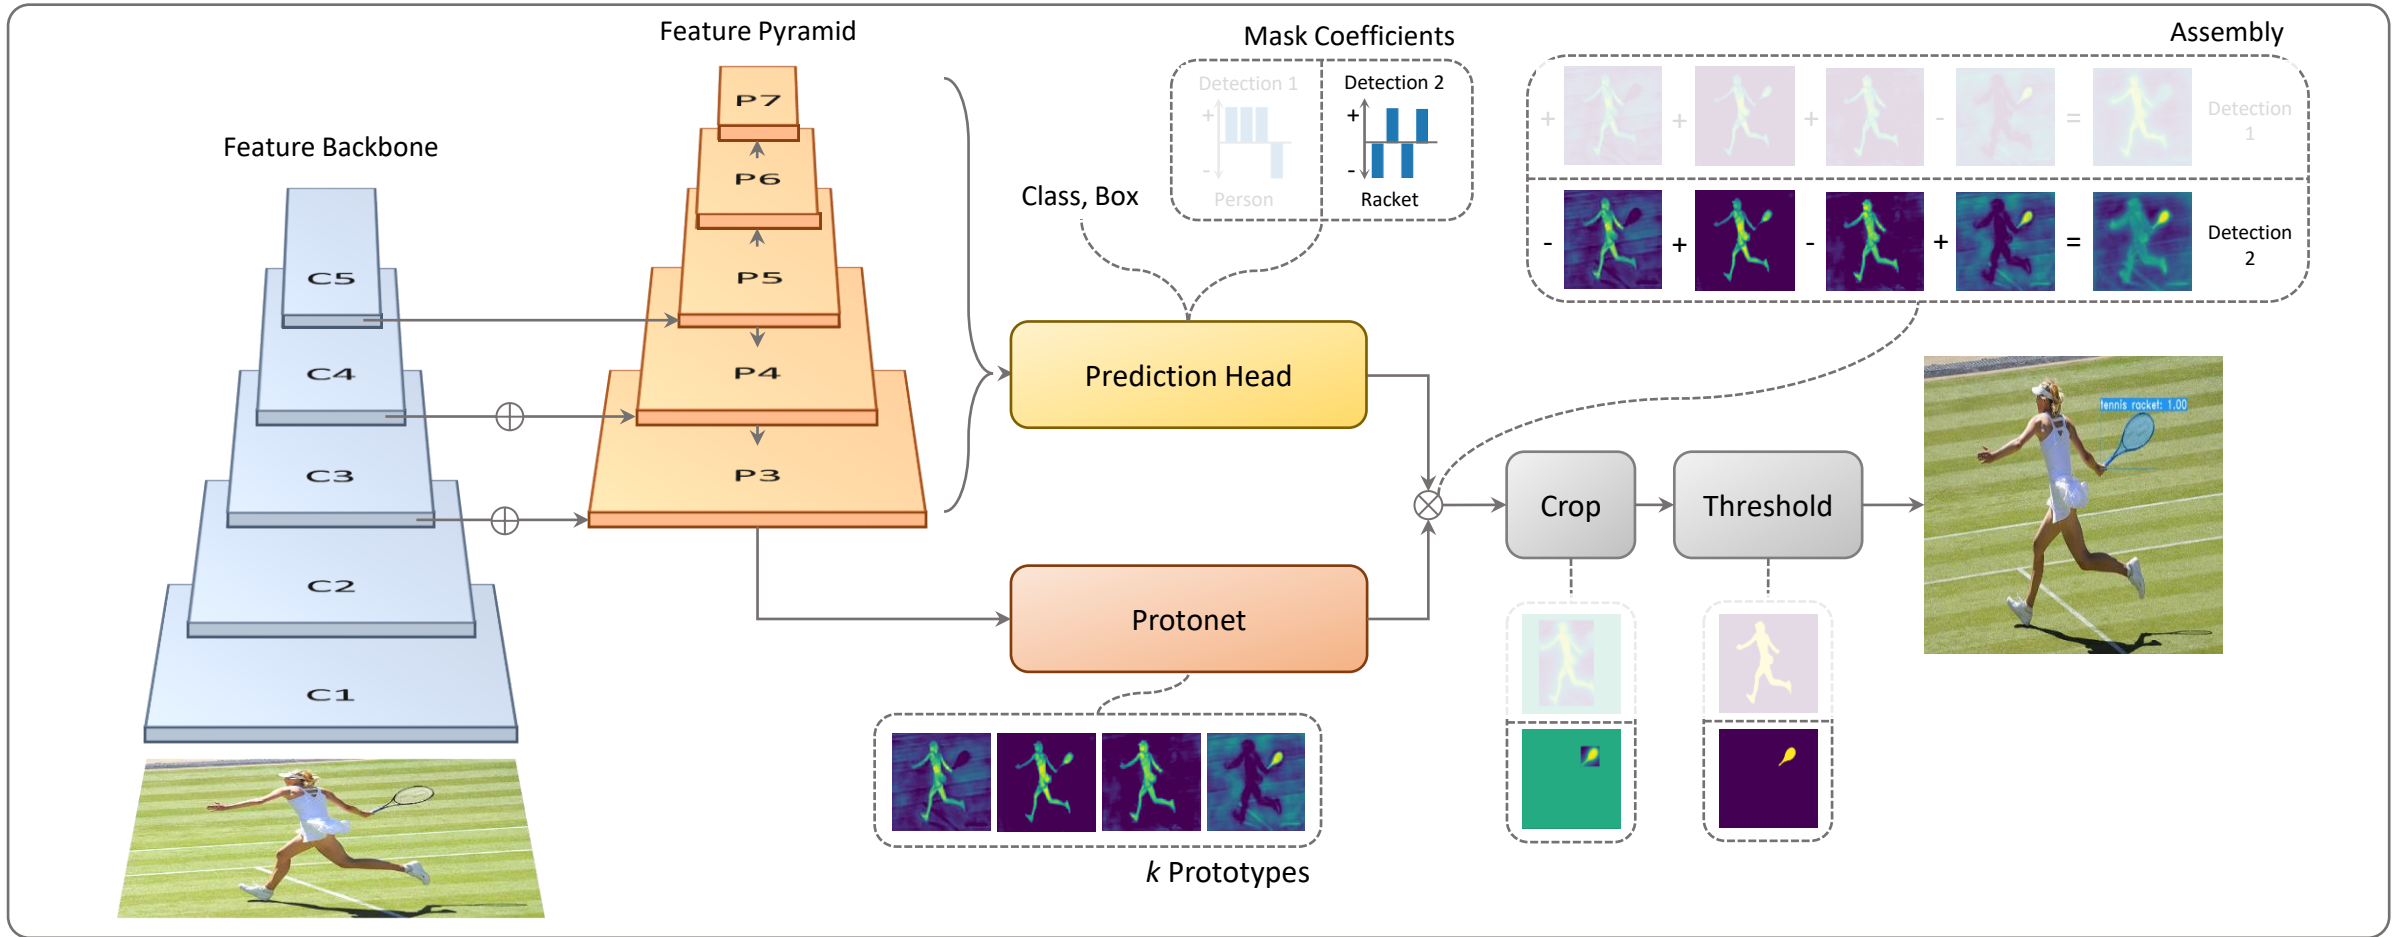 Feature Backbone
C5
C4
C3
C2
C1
Feature Pyramid
P7
P6
P5
P4
P3
Class, Box
Mask Coefficients
Detection 1
+
-
Person
Detection 2
+
-
Racket
Prediction Head
Protonet
k Prototypes
Assembly
+ + + - = Detection
1
- + - + = Detection
2
Crop
Threshold
tennis racket: 1.00